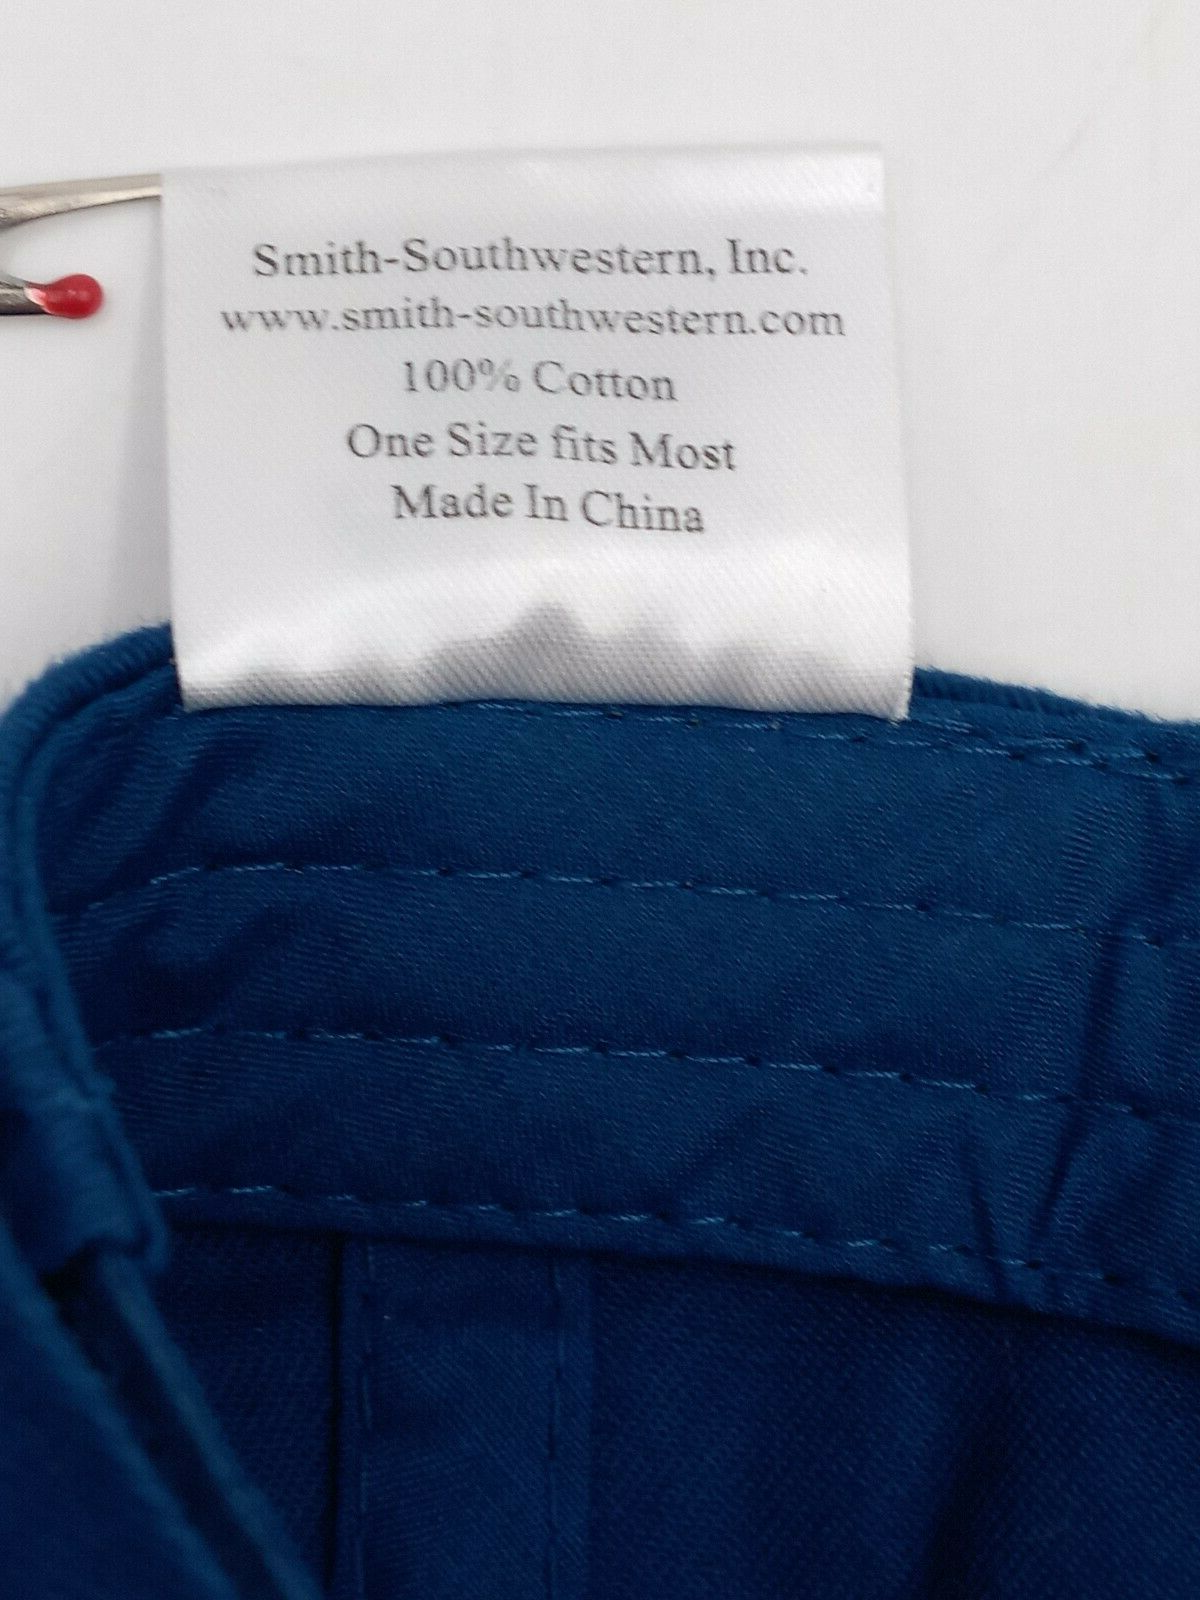 Smith-Southwestern, Inc.
www.smith-southwestern.com
100% Cotton
One Size fits Most
Made In China